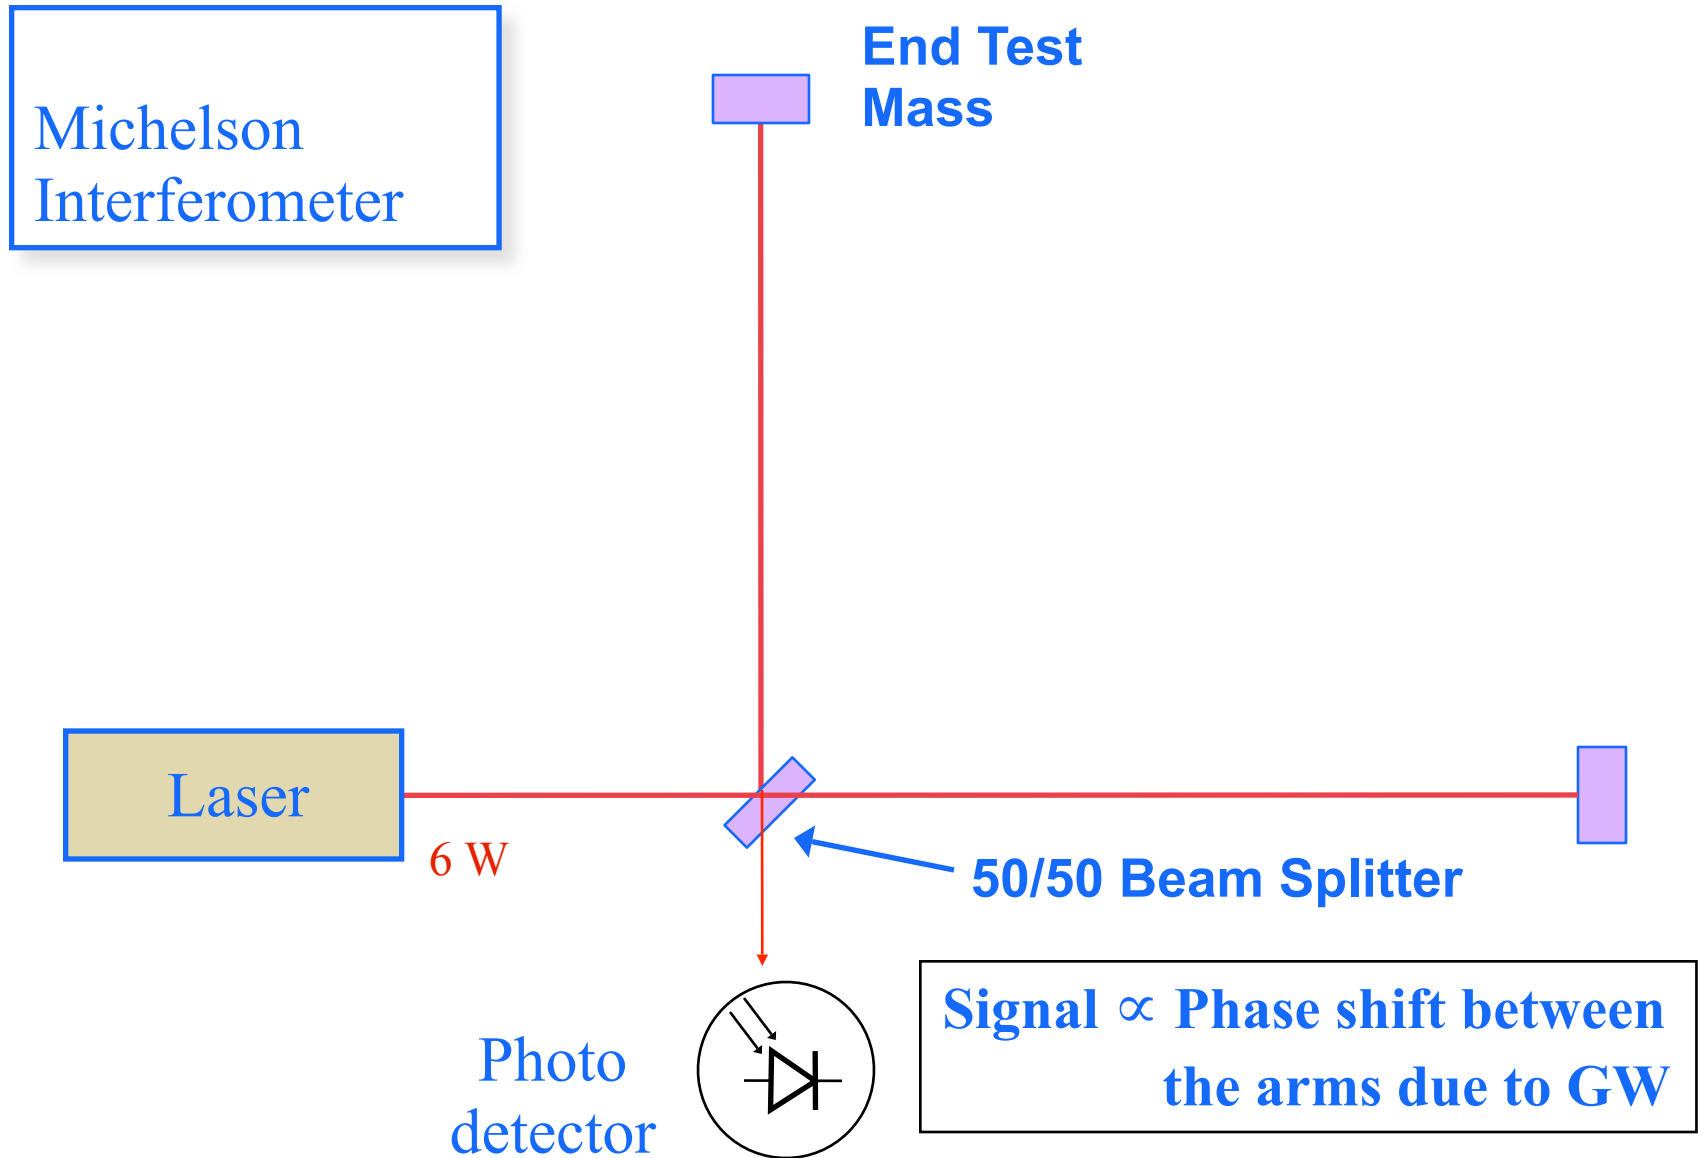 Michelson
Interferometer
End Test
Mass
Laser
6 W
50/50 Beam Splitter
Photo
detector
Signal ∝ Phase shift between
the arms due to GW